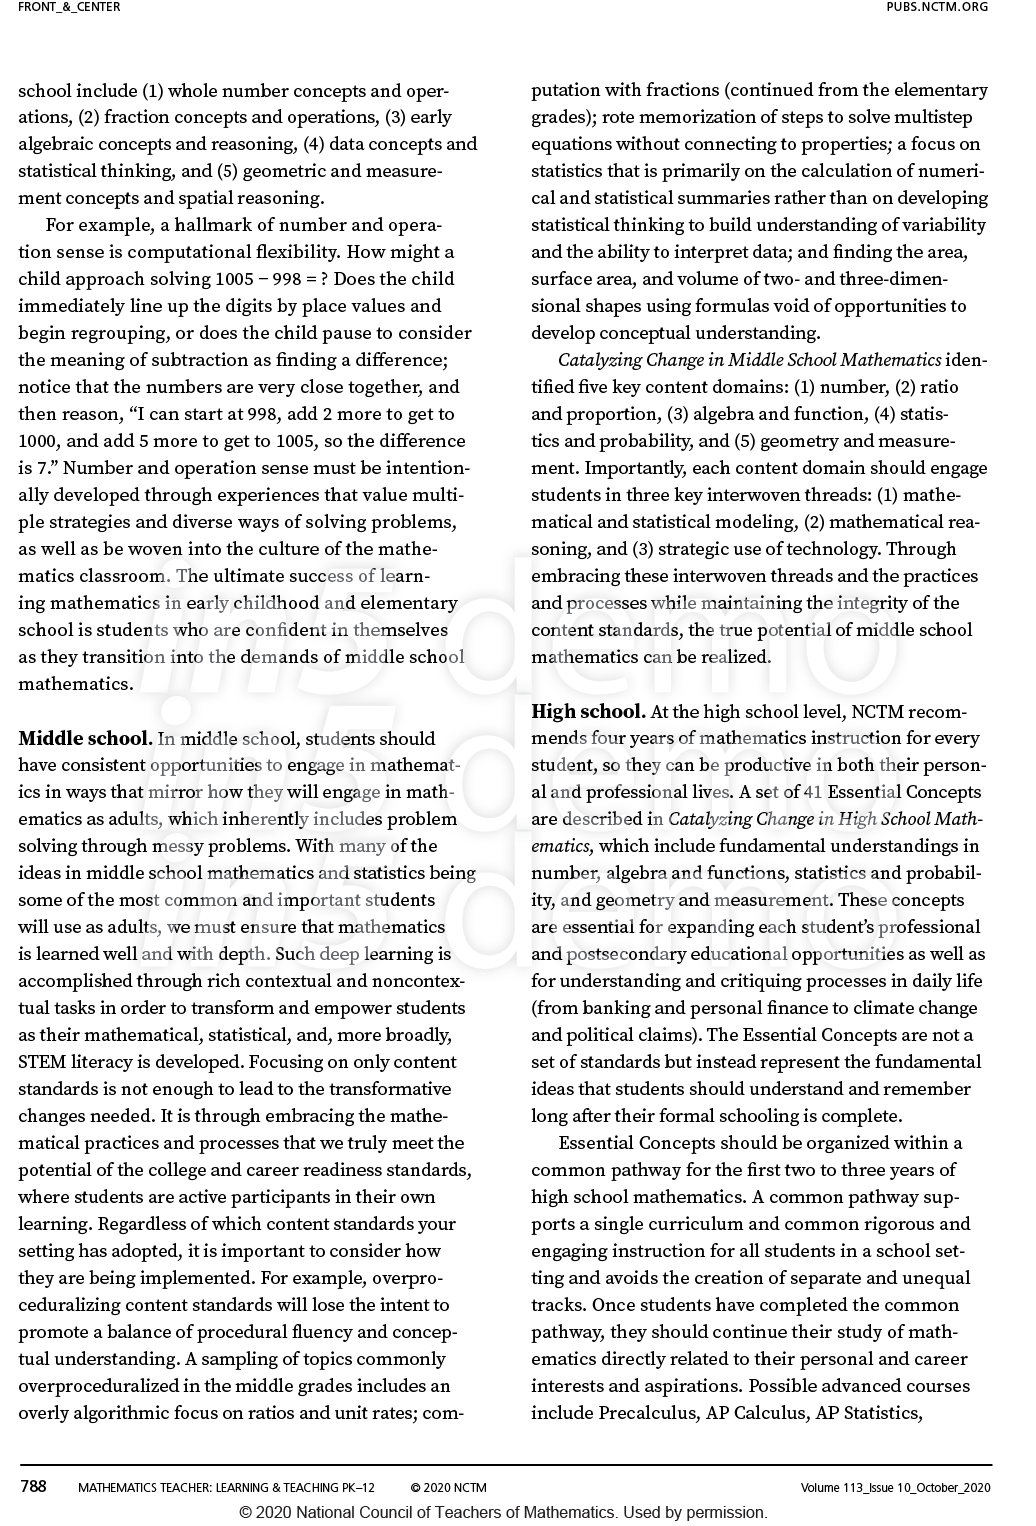 FRONT_&_CENTER
PUBS.NCTM.ORG
school include (1) whole number concepts and oper-
ations, (2) fraction concepts and operations, (3) early
algebraic concepts and reasoning, (4) data concepts and
statistical thinking, and (5) geometric and measure-
ment concepts and spatial reasoning.
For example, a hallmark of number and opera-
tion sense is computational flexibility. How might a
child approach solving 1005 − 998 = ? Does the child
immediately line up the digits by place values and
begin regrouping, or does the child pause to consider
the meaning of subtraction as finding a difference;
notice that the numbers are very close together, and
then reason, “I can start at 998, add 2 more to get to
1000, and add 5 more to get to 1005, so the difference
is 7.” Number and operation sense must be intention-
ally developed through experiences that value multi-
ple strategies and diverse ways of solving problems,
as well as be woven into the culture of the mathe-
matics classroom. The ultimate success of learn-
ing mathematics in early childhood and elementary
school is students who are confident in themselves
as they transition into the demands of middle school
mathematics.
Middle school. In middle school, students should
have consistent opportunities to engage in mathemat-
ics in ways that mirror how they will engage in math-
ematics as adults, which inherently includes problem
solving through messy problems. With many of the
ideas in middle school mathematics and statistics being
some of the most common and important students
will use as adults, we must ensure that mathematics
is learned well and with depth. Such deep learning is
accomplished through rich contextual and noncontex-
tual tasks in order to transform and empower students
as their mathematical, statistical, and, more broadly,
STEM literacy is developed. Focusing on only content
standards is not enough to lead to the transformative
changes needed. It is through embracing the mathe-
matical practices and processes that we truly meet the
potential of the college and career readiness standards,
where students are active participants in their own
learning. Regardless of which content standards your
setting has adopted, it is important to consider how
they are being implemented. For example, overpro-
ceduralizing content standards will lose the intent to
promote a balance of procedural fluency and concep-
tual understanding. A sampling of topics commonly
overproceduralized in the middle grades includes an
overly algorithmic focus on ratios and unit rates; com-
putation with fractions (continued from the elementary
grades); rote memorization of steps to solve multistep
equations without connecting to properties; a focus on
statistics that is primarily on the calculation of numeri-
cal and statistical summaries rather than on developing
statistical thinking to build understanding of variability
and the ability to interpret data; and finding the area,
surface area, and volume of two- and three-dimen-
sional shapes using formulas void of opportunities to
develop conceptual understanding.
Catalyzing Change in Middle School Mathematics iden-
tified five key content domains: (1) number, (2) ratio
and proportion, (3) algebra and function, (4) statis-
tics and probability, and (5) geometry and measure-
ment. Importantly, each content domain should engage
students in three key interwoven threads: (1) mathe-
matical and statistical modeling, (2) mathematical rea-
soning, and (3) strategic use of technology. Through
embracing these interwoven threads and the practices
and processes while maintaining the integrity of the
content standards, the true potential of middle school
mathematics can be realized.
High school. At the high school level, NCTM recom-
mends four years of mathematics instruction for every
student, so they can be productive in both their person-
al and professional lives. A set of 41 Essential Concepts
are described in Catalyzing Change in High School Math-
ematics, which include fundamental understandings in
number, algebra and functions, statistics and probabil-
ity, and geometry and measurement. These concepts
are essential for expanding each student’s professional
and postsecondary educational opportunities as well as
for understanding and critiquing processes in daily life
(from banking and personal finance to climate change
and political claims). The Essential Concepts are not a
set of standards but instead represent the fundamental
ideas that students should understand and remember
long after their formal schooling is complete.
Essential Concepts should be organized within a
common pathway for the first two to three years of
high school mathematics. A common pathway sup-
ports a single curriculum and common rigorous and
engaging instruction for all students in a school set-
ting and avoids the creation of separate and unequal
tracks. Once students have completed the common
pathway, they should continue their study of math-
ematics directly related to their personal and career
interests and aspirations. Possible advanced courses
include Precalculus, AP Calculus, AP Statistics,
in5 demo
in5 demo
in5 demo
788 MATHEMATICS TEACHER: LEARNING & TEACHING PK–12 © 2020 NCTM Volume 113_Issue 10_October_2020
© 2020 National Council of Teachers of Mathematics. Used by permission.